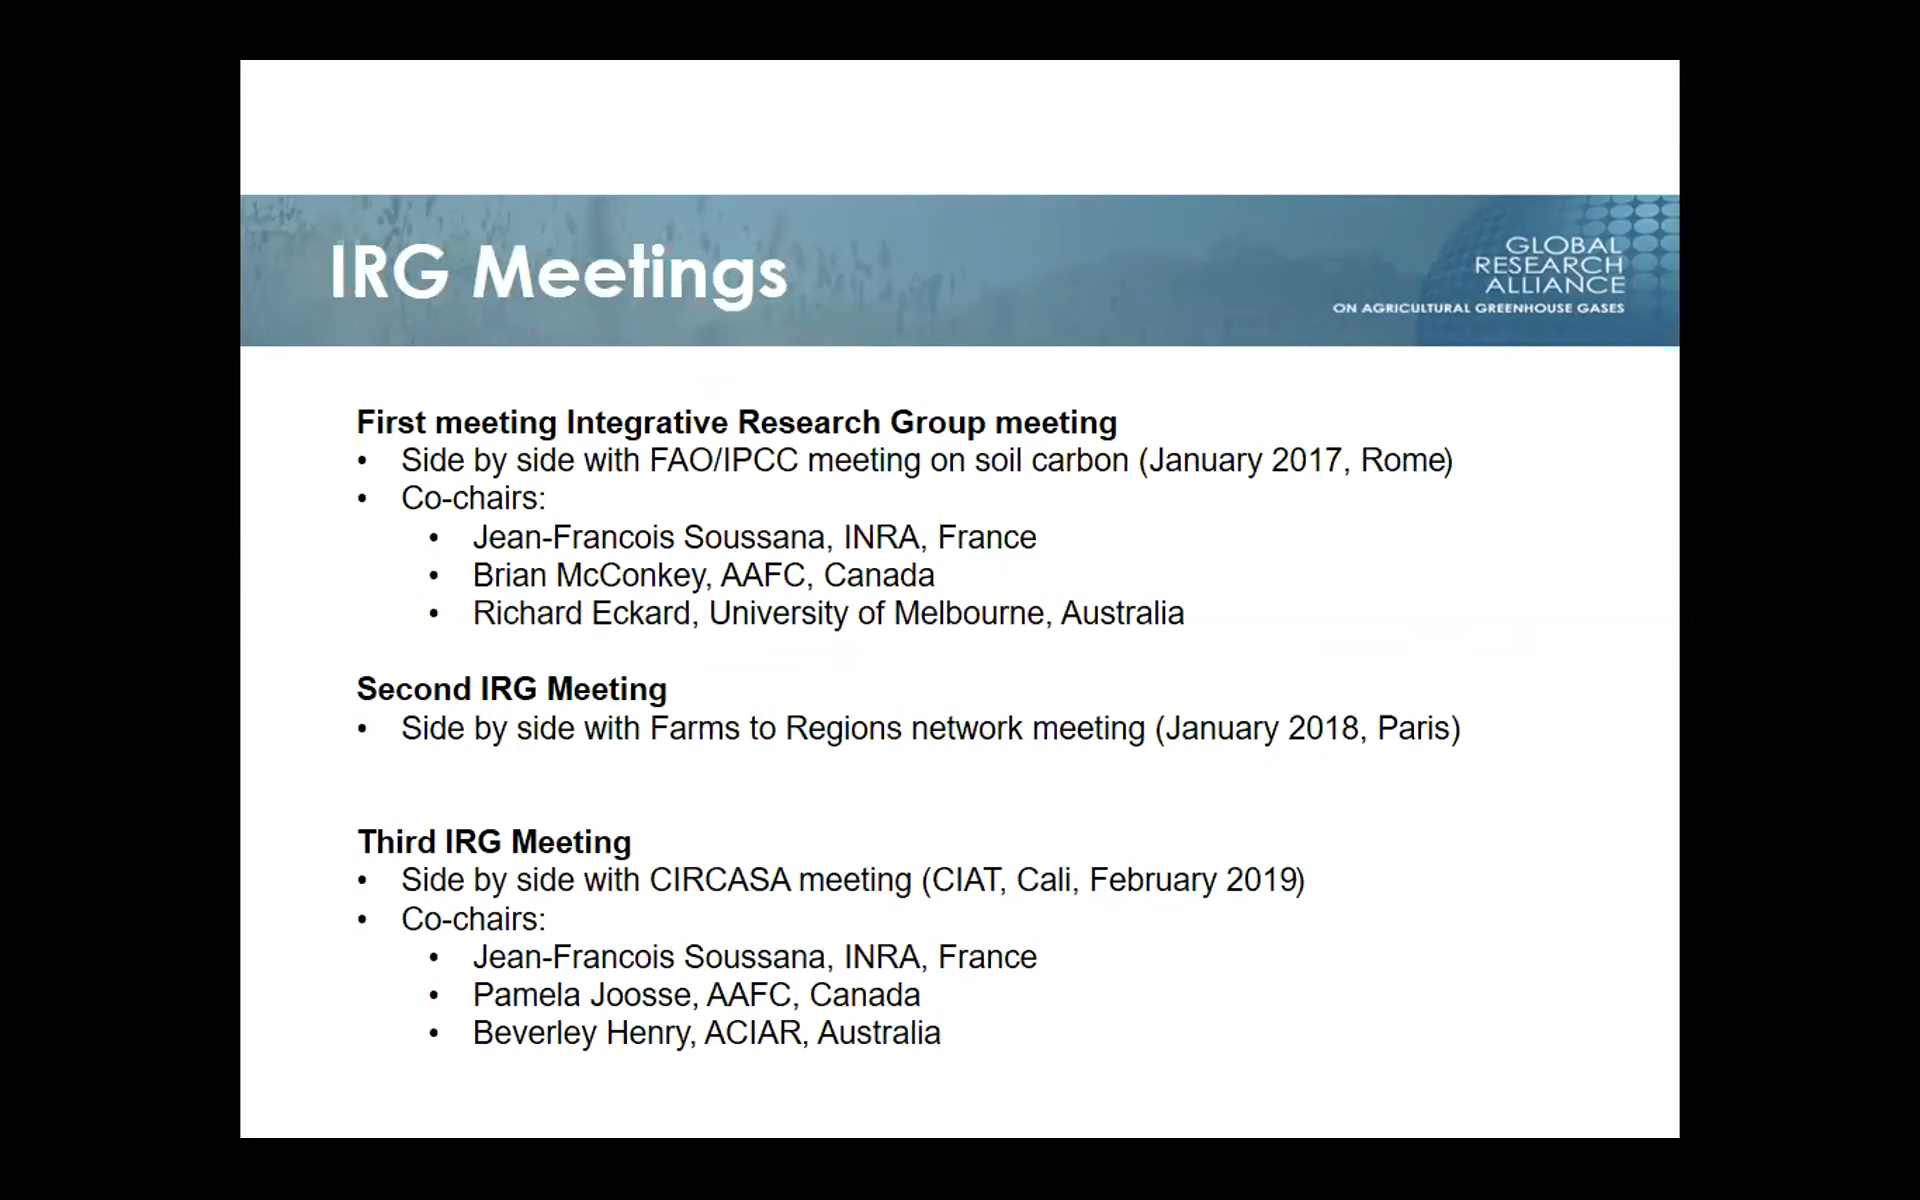 IRG Meetings
GLOBAL
RESEARCH
ALLIANCE
ON AGRICULTURAL GREENHOUSE GASES
First meeting Integrative Research Group meeting
• Side by side with FAO/IPCC meeting on soil carbon (January 2017, Rome)
• Co-chairs:
• Jean-Francois Soussana, INRA, France
• Brian McConkey, AAFC, Canada
• Richard Eckard, University of Melbourne, Australia
Second IRG Meeting
• Side by side with Farms to Regions network meeting (January 2018, Paris)
Third IRG Meeting
• Side by side with CIRCASA meeting (CIAT, Cali, February 2019)
• Co-chairs:
• Jean-Francois Soussana, INRA, France
• Pamela Joosse, AAFC, Canada
• Beverley Henry, ACIAR, Australia